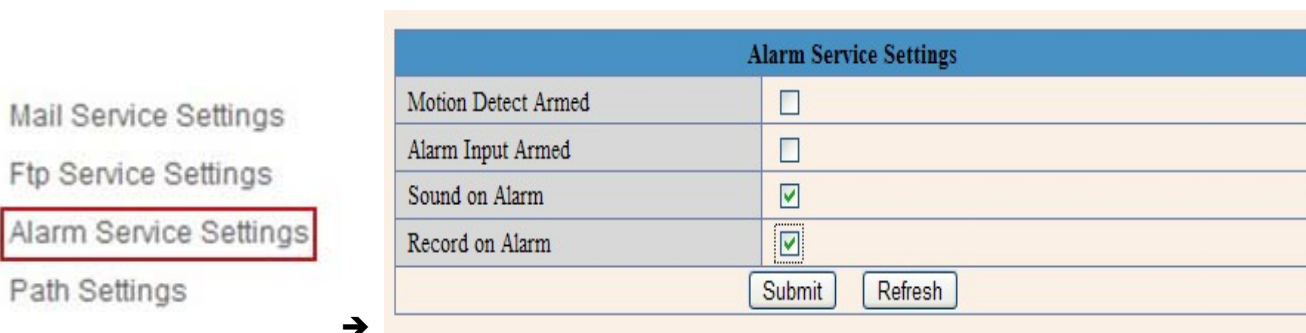 Mail Service Settings
Ftp Service Settings
Alarm Service Settings
Path Settings
➔
Alarm Service Settings
Motion Detect Armed
Alarm Input Armed
Sound on Alarm
Record on Alarm
Submit Refresh